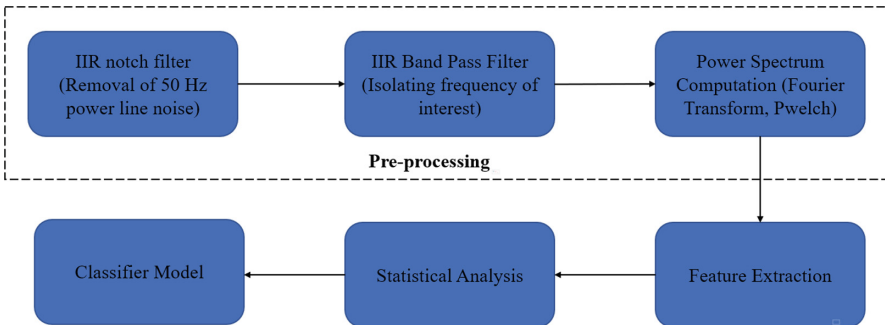 IIR notch filter
(Removal of 50 Hz
power line noise)
IIR Band Pass Filter
(Isolating frequency of
interest)
Power Spectrum
Computation (Fourier
Transform, Pwelch)
Pre-processing
Classifier Model
Statistical Analysis
Feature Extraction